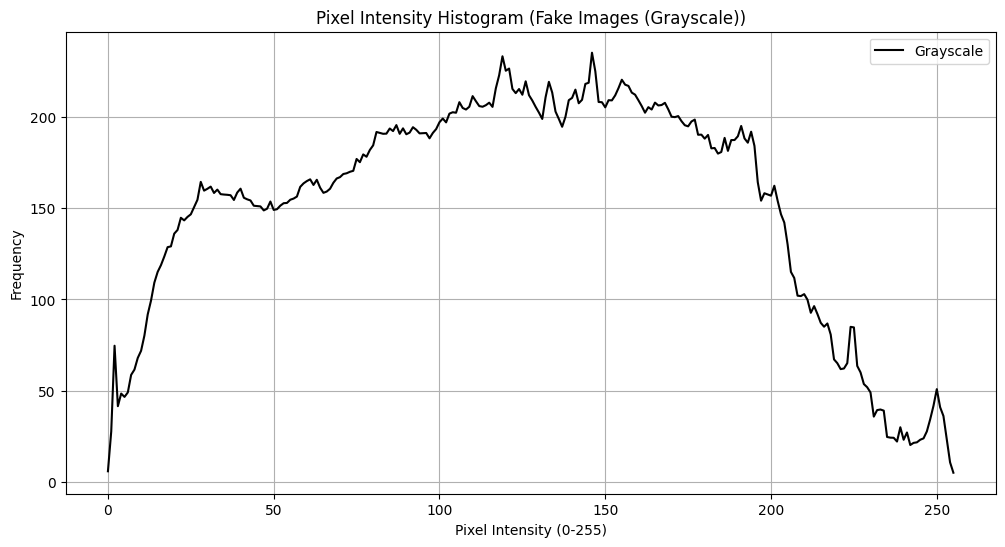 Pixel Intensity Histogram (Fake Images (Grayscale))
Grayscale
Frequency
200
150
100
50
0
0 50 100 150 200 250
Pixel Intensity (0-255)